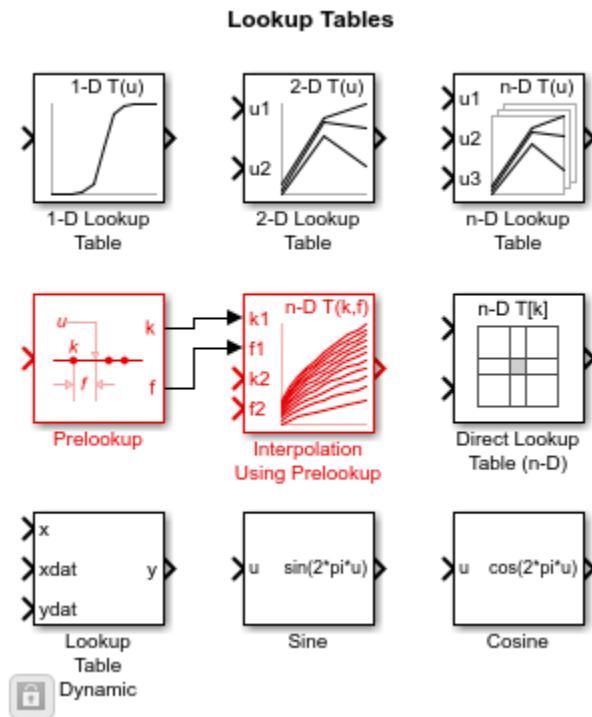 Lookup Tables
1-D T(u)
1-D Lookup
Table
2-D T(u)
u1
u2
2-D Lookup
Table
n-D T(u)
u1
u2
u3
n-D Lookup
Table
u
k
f
k
f
Prelookup
n-D T(k,f)
k1
f1
k2
f2
Interpolation
Using Prelookup
n-D T[k]
Direct Lookup
Table (n-D)
x
xdat
ydat
y
Lookup
Table
Dynamic
u
sin(2*pi*u)
Sine
u
cos(2*pi*u)
Cosine